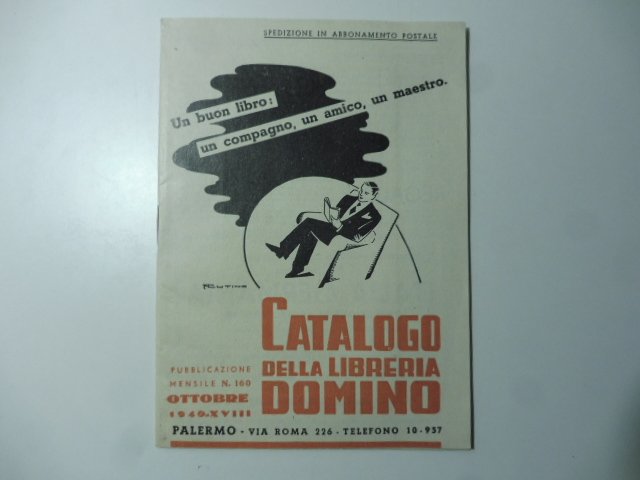 SPEDIZIONE IN ABBONAMENTO POSTALE
Un buon libro:
un compagno, un amico, un maestro.
CATALOGO
DELLA LIBRERIA
DOMINO
PUBBLICAZIONE
MENSILE N. 160
OTTOBRE
1940-XVIII
PALERMO - VIA ROMA 226 - TELEFONO 10-957